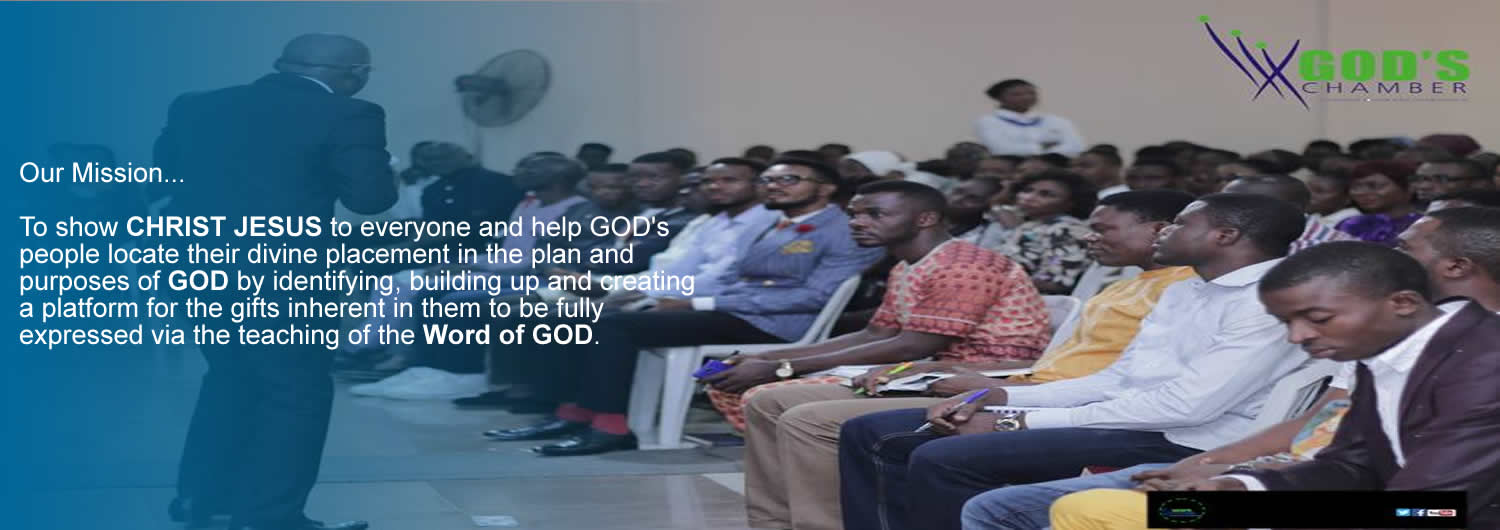 GOD'S
CHAMBER
Our Mission...
To show CHRIST JESUS to everyone and help GOD's
people locate their divine placement in the plan and
purposes of GOD by identifying, building up and creating
a platform for the gifts inherent in them to be fully
expressed via the teaching of the Word of GOD.